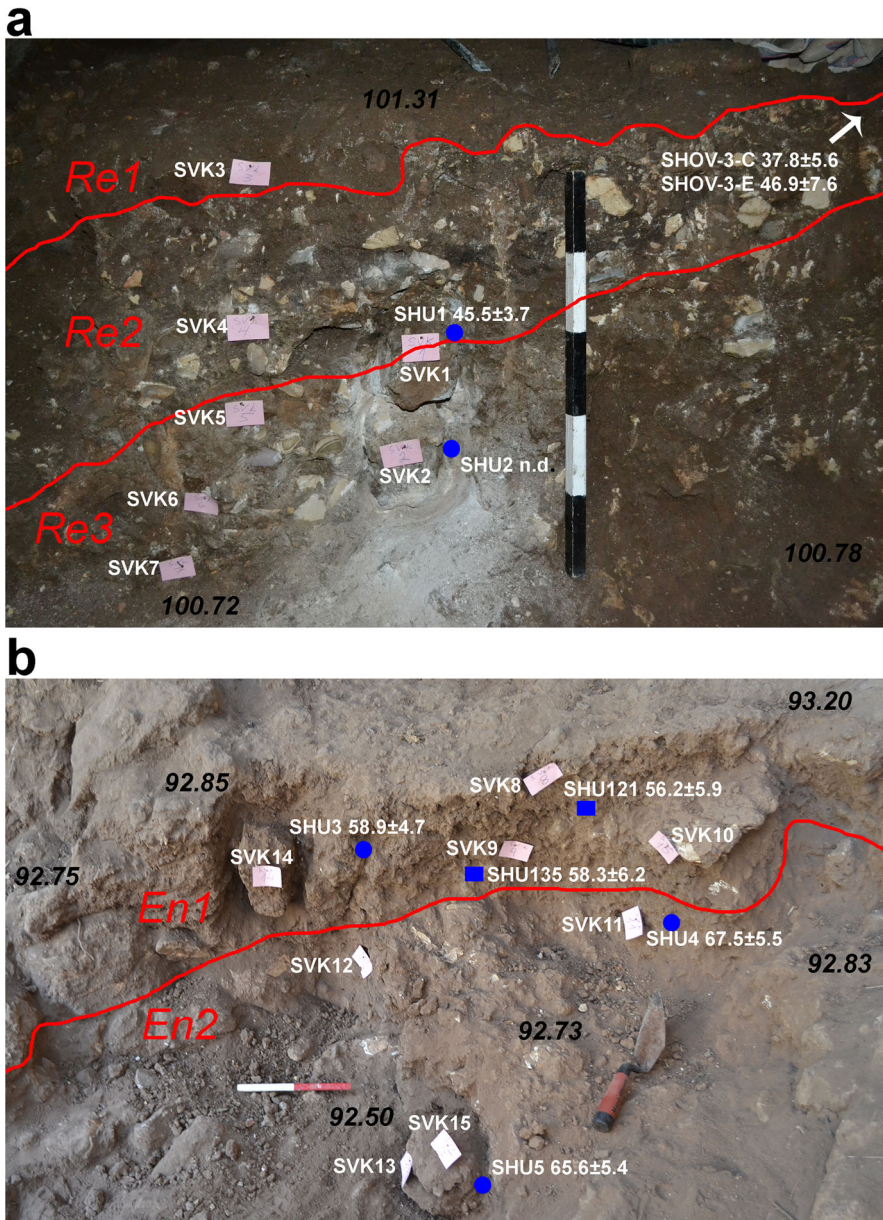 a
101.31
SHOV-3-C 37.8±5.6
SHOV-3-E 46.9±7.6
SVK3
Re1
SHU1 45.5±3.7
SVK4
Re2
SVK1
SVK5
SVK2
SHU2 n.d.
SVK6
Re3
SVK7
100.78
100.72
b
93.20
92.85
SVK8
SHU121 56.2±5.9
SHU3 58.9±4.7
SVK10
SVK14
SVK9
92.75
SHU135 58.3±6.2
En1
SVK11
SHU4 67.5±5.5
SVK12
92.83
En2
92.73
92.50
SVK15
SVK13
SHU5 65.6±5.4